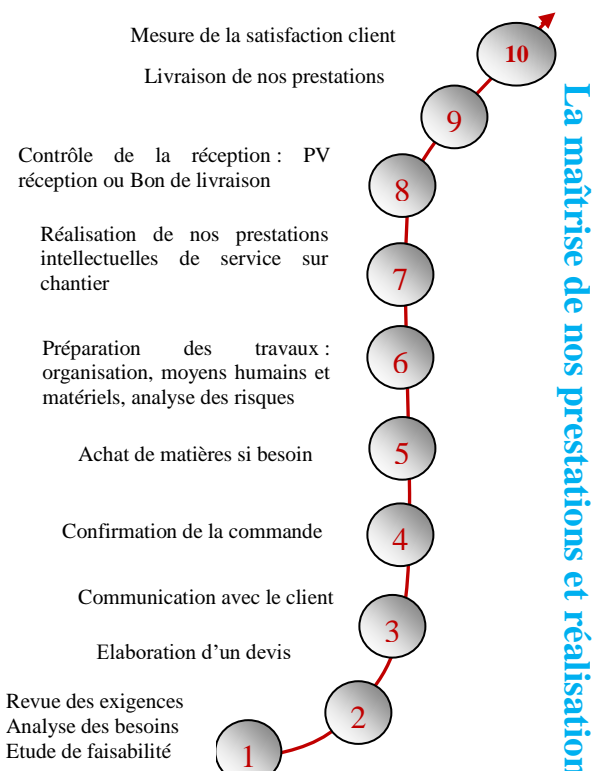 Mesure de la satisfaction client
10
Livraison de nos prestations
9
Contrôle de la réception : PV
réception ou Bon de livraison
8
Réalisation de nos prestations
intellectuelles de service sur
chantier
7
Préparation des travaux :
organisation, moyens humains et
matériels, analyse des risques
6
Achat de matières si besoin
5
Confirmation de la commande
4
Communication avec le client
3
Elaboration d’un devis
2
Revue des exigences
Analyse des besoins
Etude de faisabilité
1
La maîtrise de nos prestations et réalisation